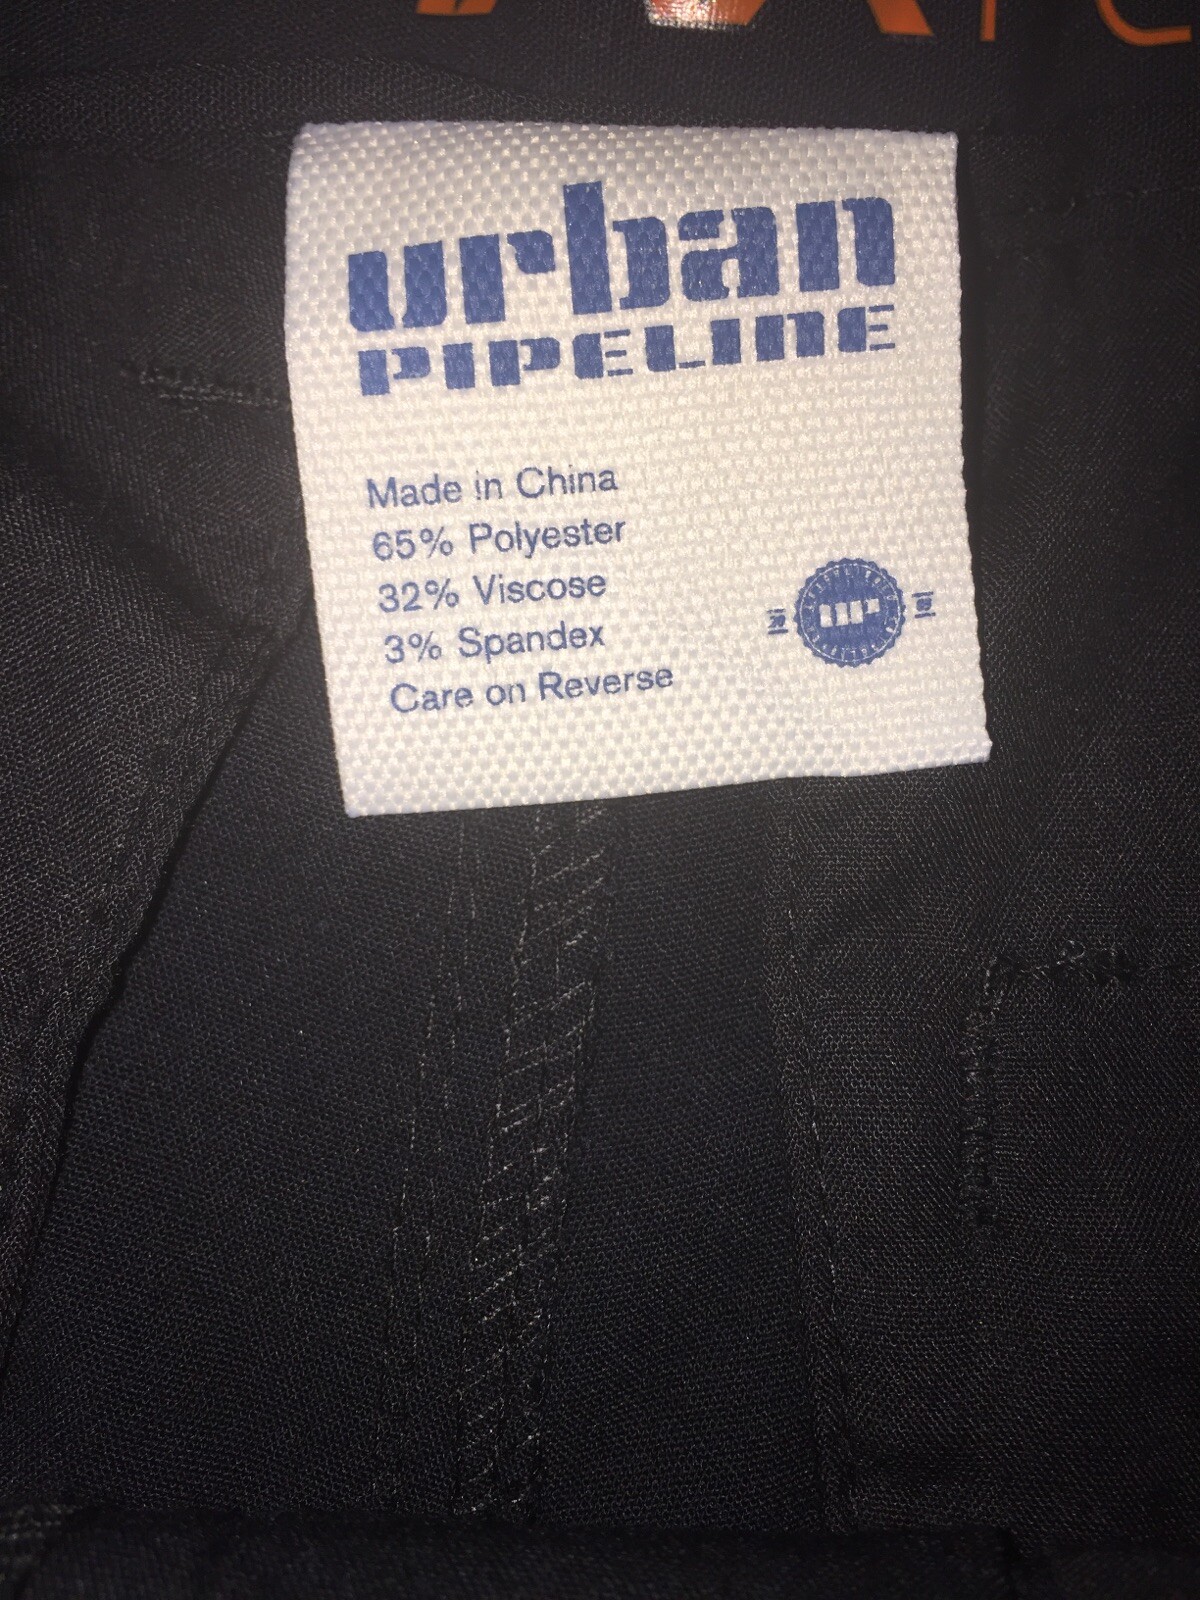 urban
PIPELINE
Made in China
65% Polyester
32% Viscose
3% Spandex
Care on Reverse